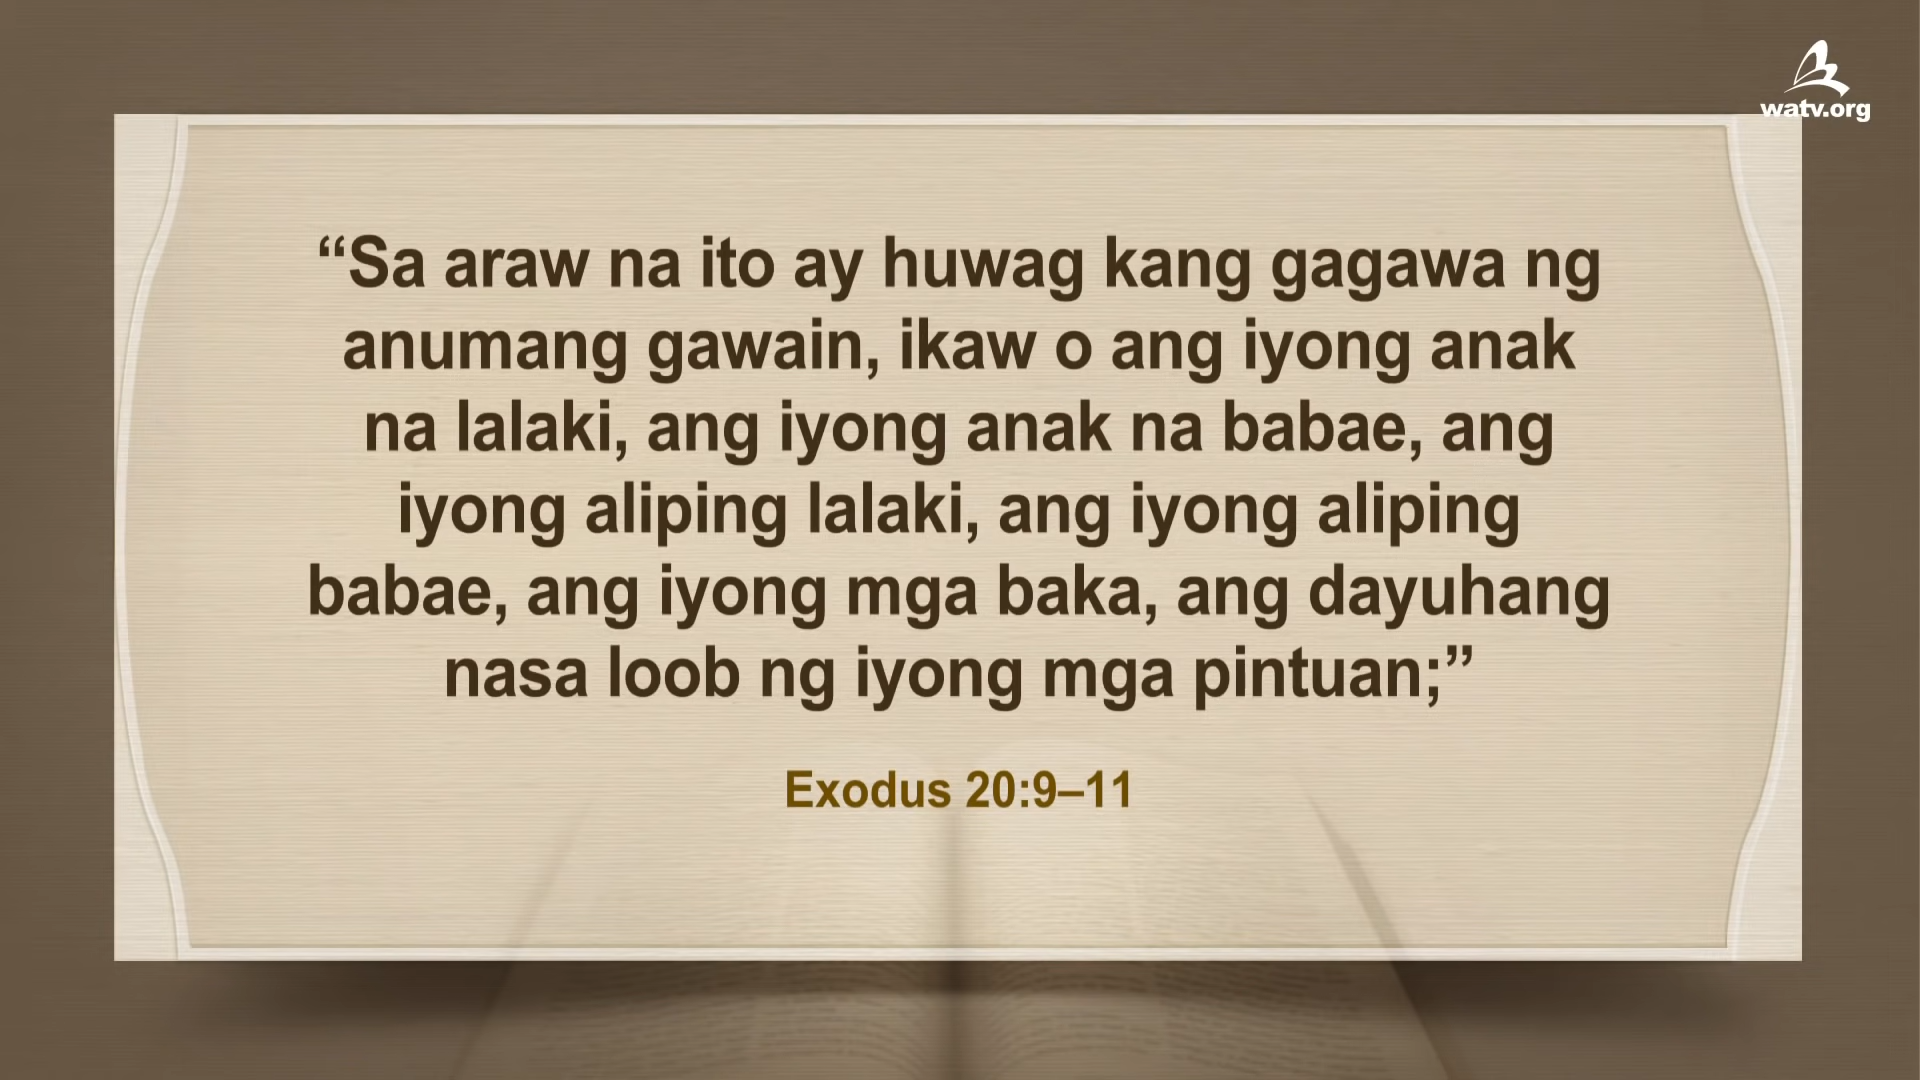 watv.org
“Sa araw na ito ay huwag kang gagawa ng
anumang gawain, ikaw o ang iyong anak
na lalaki, ang iyong anak na babae, ang
iyong aliping lalaki, ang iyong aliping
babae, ang iyong mga baka, ang dayuhang
nasa loob ng iyong mga pintuan;”
Exodus 20:9–11